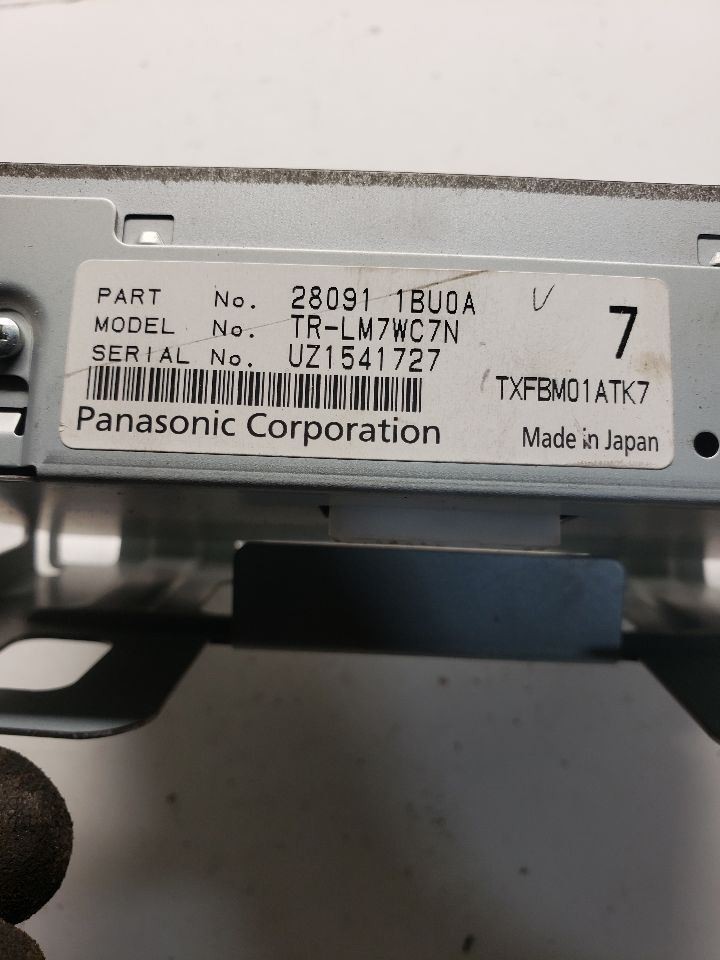 PART No. 28091 1BU0A V 7
MODEL No. TR-LM7WC7N
SERIAL No. UZ1541727
TXFBM01ATK7
Panasonic Corporation
Made in Japan